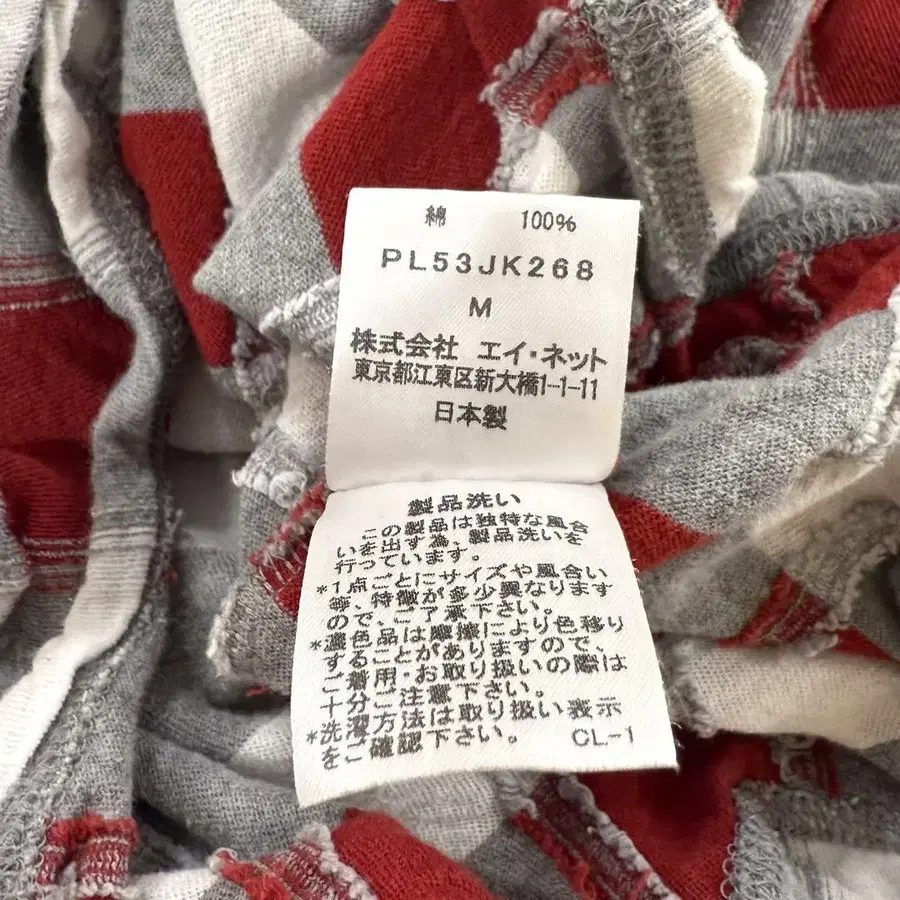 綿 100%
PL53JK268
M
株式会社 エイ・ネット
東京都江東区新大橋1-1-11
日本製
製品洗い
この製品は独特な風合
いを出す為、製品洗いを
行っています。
*1点ごとにサイズや風合い
等、特徴が多少異なります
ので、ご了承下さい。
*濃色品は摩擦により色移り
することがありますので、
ご着用・お取り扱いの際は
十分ご注意下さい。
*洗濯方法は取り扱い表示
をご確認下さい。 CL-1